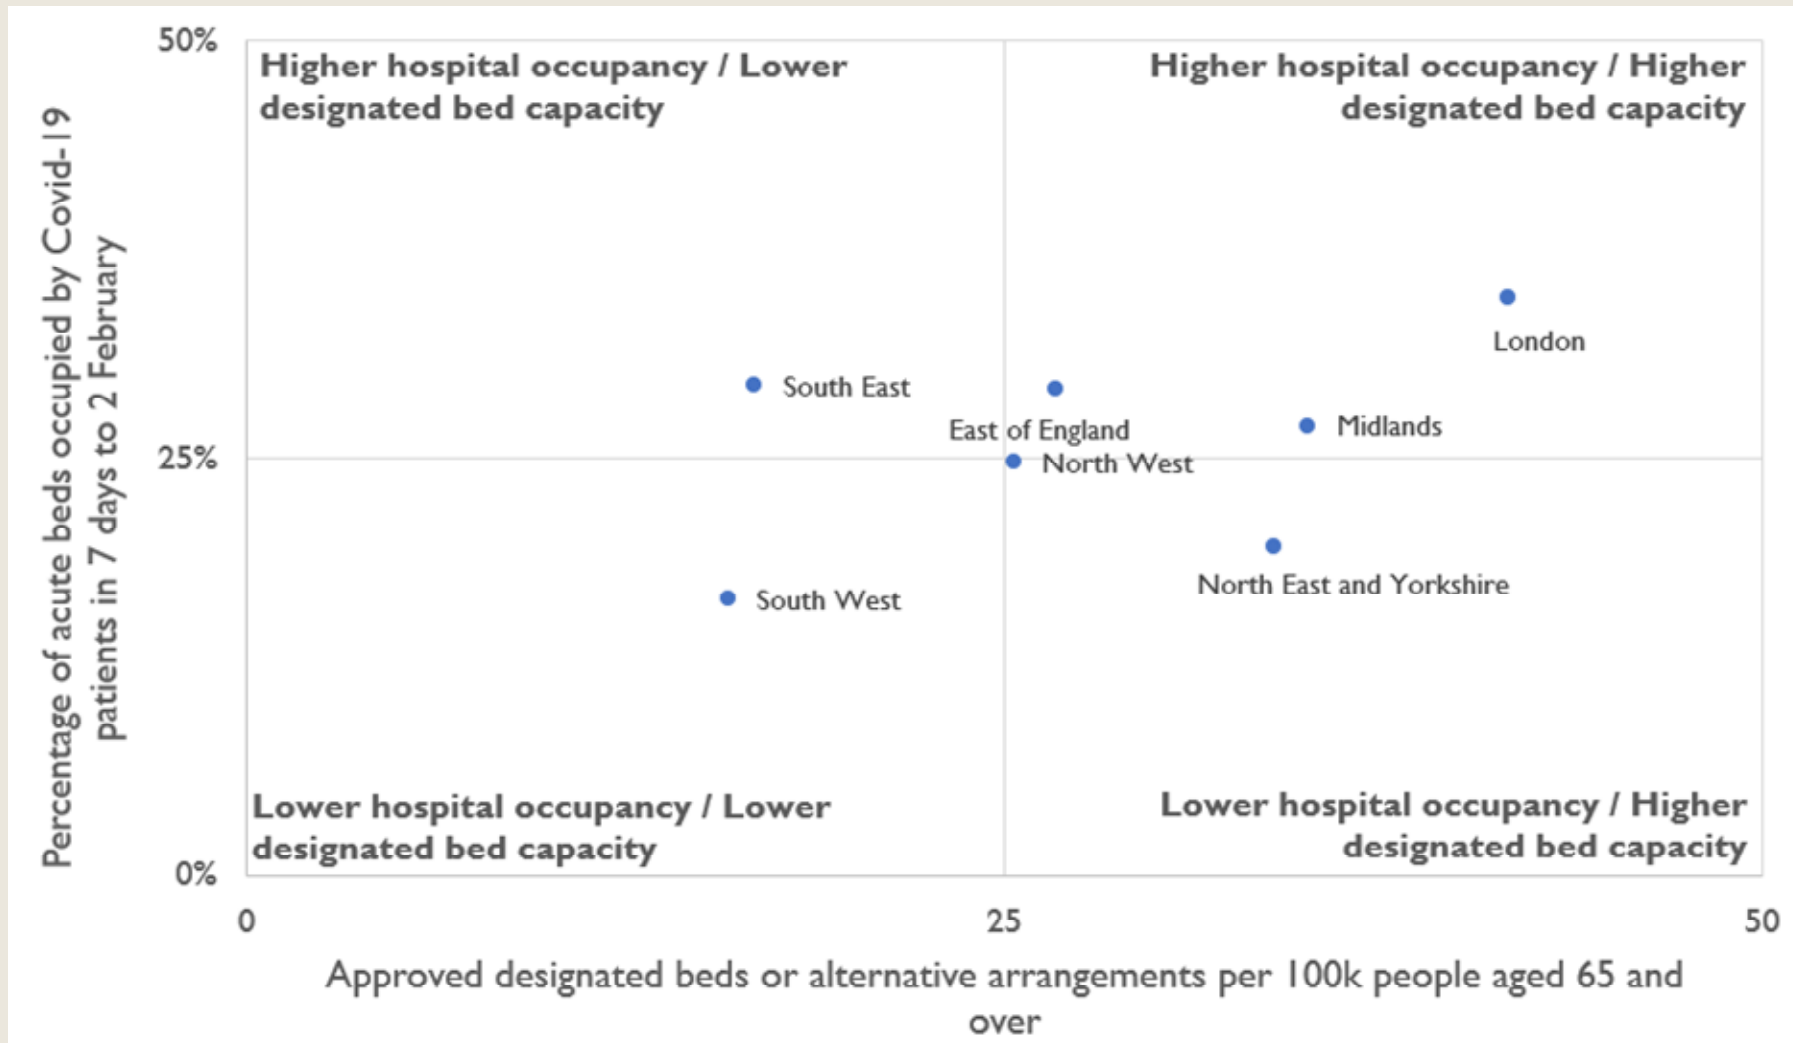 Percentage of acute beds occupied by Covid-19
patients in 7 days to 2 February
50%
25%
0%
Higher hospital occupancy / Lower
designated bed capacity
Higher hospital occupancy / Higher
designated bed capacity
London
South East
East of England
Midlands
North West
North East and Yorkshire
South West
Lower hospital occupancy / Lower
designated bed capacity
Lower hospital occupancy / Higher
designated bed capacity
0
25
50
Approved designated beds or alternative arrangements per 100k people aged 65 and
over